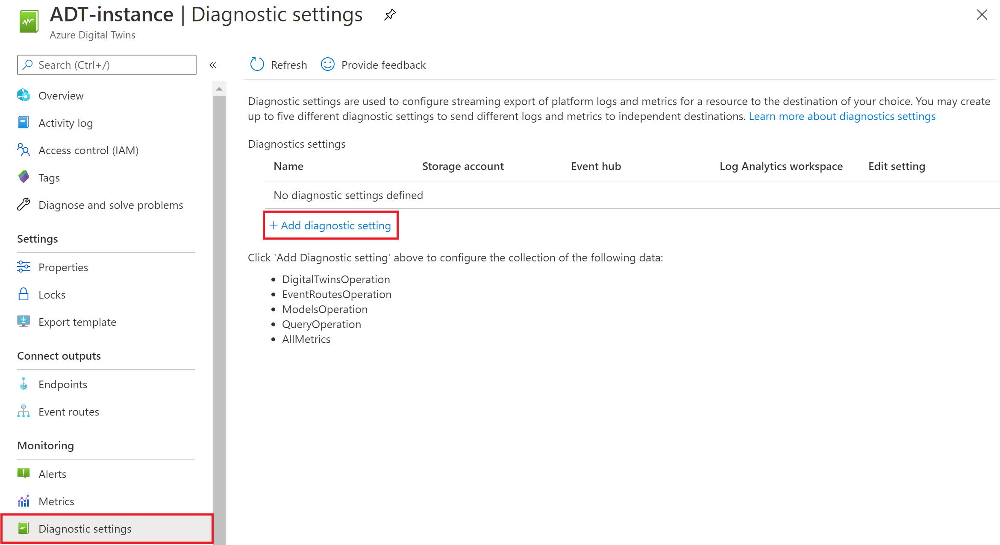 ADT-instance | Diagnostic settings
Azure Digital Twins
Search (Ctrl+/)
«
Overview
Activity log
Access control (IAM)
Tags
Diagnose and solve problems
Settings
Properties
Locks
Export template
Connect outputs
Endpoints
Event routes
Monitoring
Alerts
Metrics
Diagnostic settings
Refresh
Provide feedback
Diagnostic settings are used to configure streaming export of platform logs and metrics for a resource to the destination of your choice. You may create
up to five different diagnostic settings to send different logs and metrics to independent destinations. Learn more about diagnostics settings
Diagnostics settings
Name Storage account Event hub Log Analytics workspace Edit setting
No diagnostic settings defined
+ Add diagnostic setting
Click 'Add Diagnostic setting' above to configure the collection of the following data:
• DigitalTwinsOperation
• EventRoutesOperation
• ModelsOperation
• QueryOperation
• AllMetrics